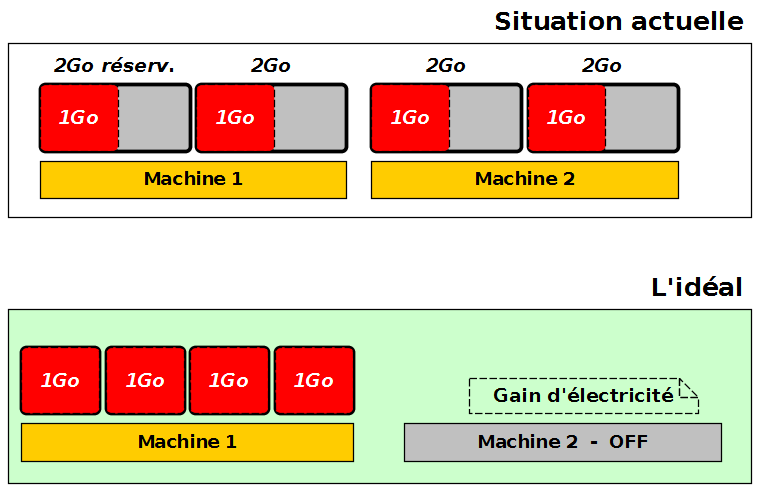 Situation actuelle
2Go réserv. 2Go 2Go 2Go
1Go 1Go 1Go 1Go
Machine 1 Machine 2
L'idéal
1Go 1Go 1Go 1Go
Gain d'électricité
Machine 1 Machine 2 - OFF